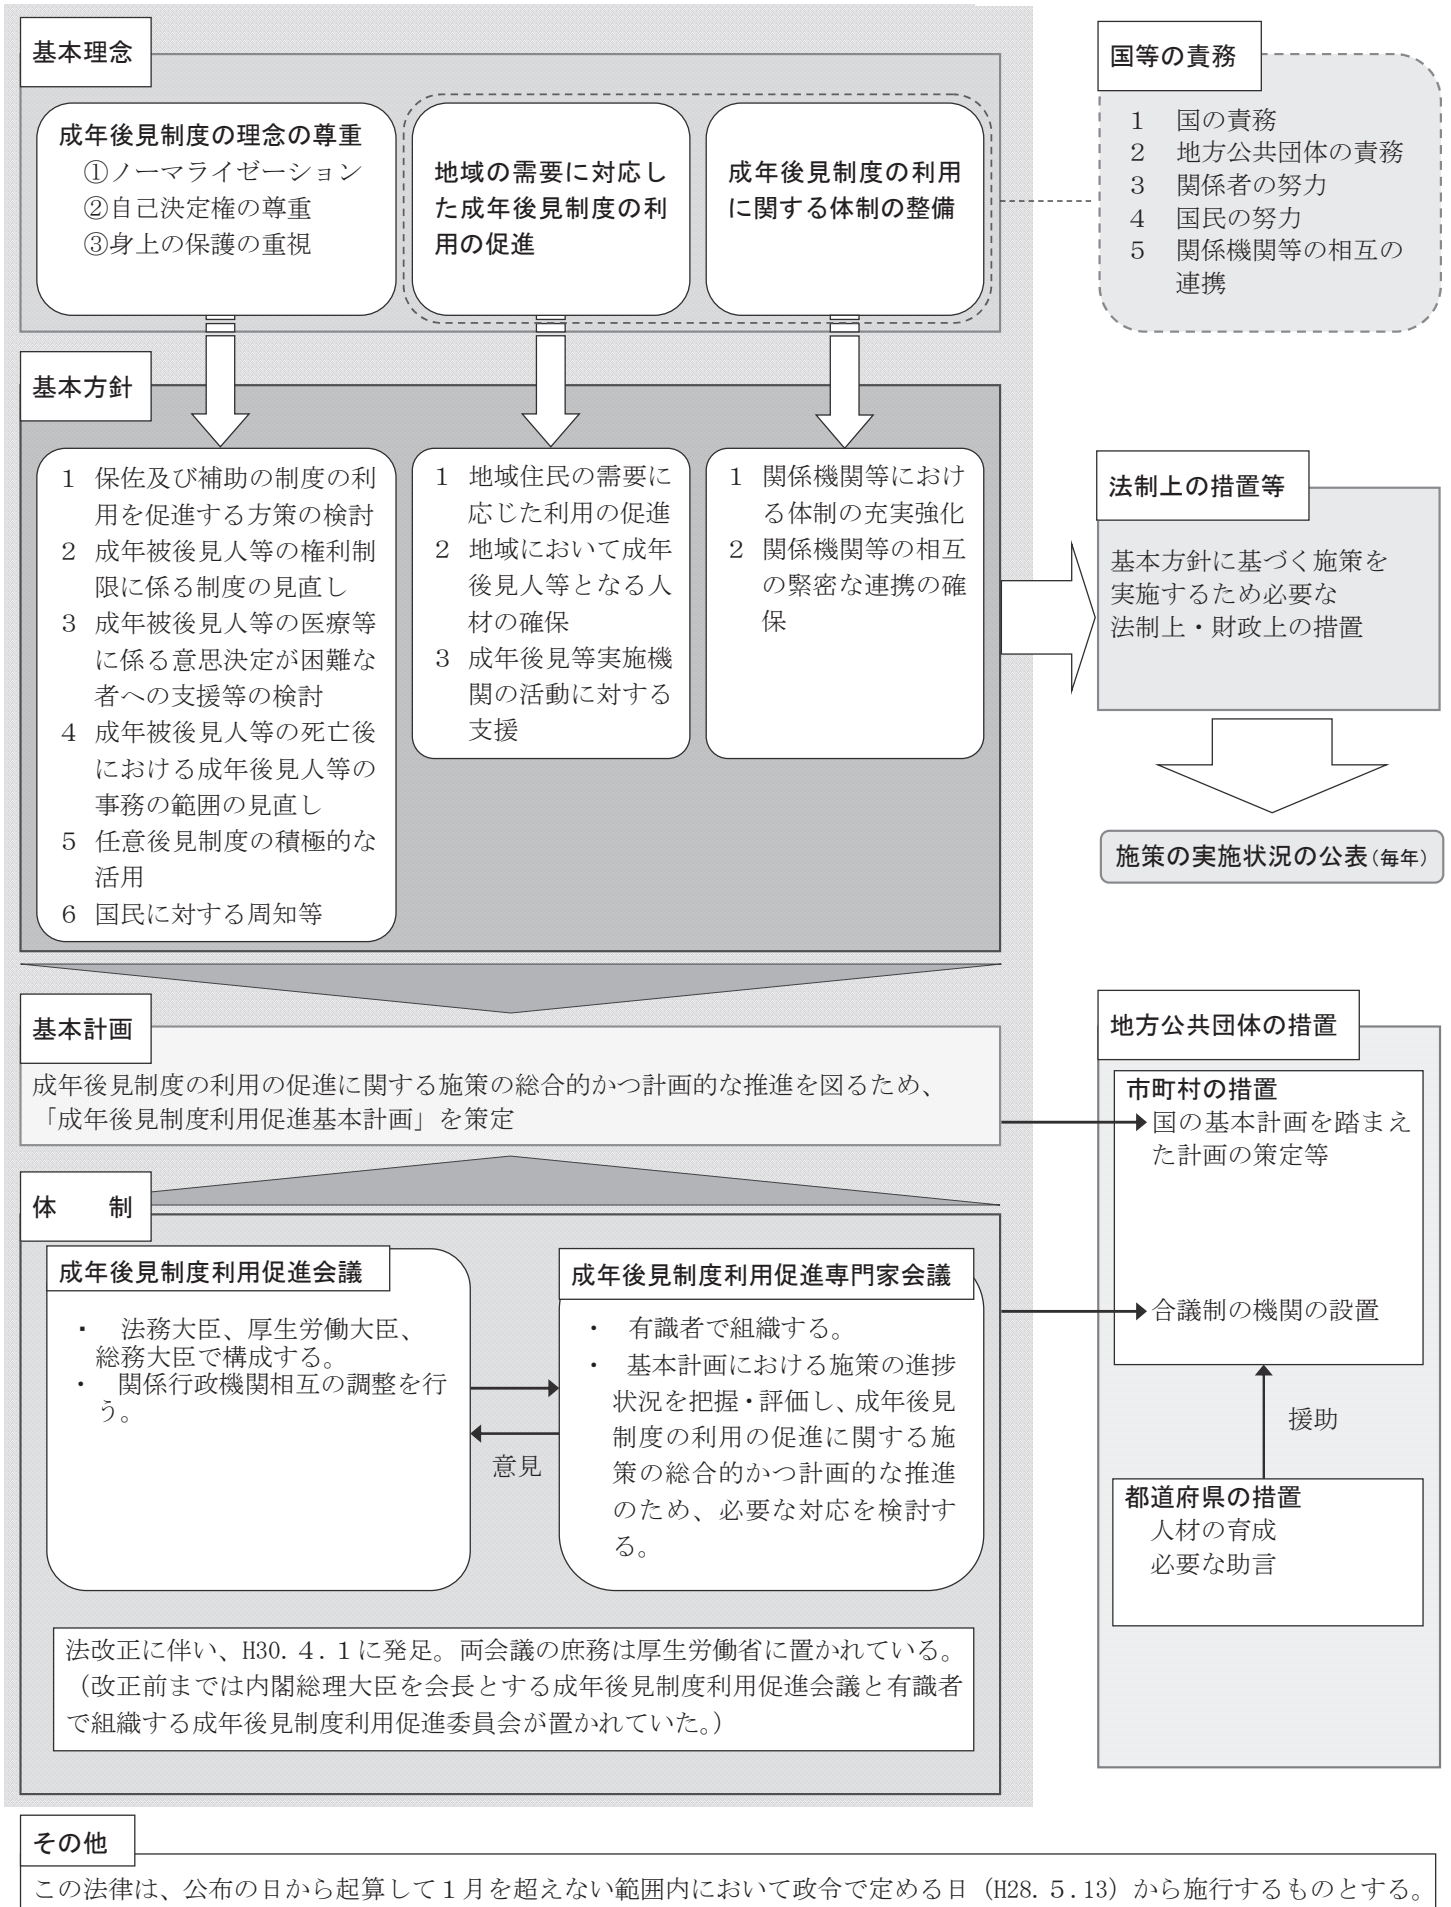 基本理念
成年後見制度の理念の尊重
①ノーマライゼーション
②自己決定権の尊重
③身上の保護の重視
地域の需要に対応し
た成年後見制度の利
用の促進
成年後見制度の利用
に関する体制の整備
国等の責務
1 国の責務
2 地方公共団体の責務
3 関係者の努力
4 国民の努力
5 関係機関等の相互の
連携
基本方針
1 保佐及び補助の制度の利
用を促進する方策の検討
2 成年被後見人等の権利制
限に係る制度の見直し
3 成年被後見人等の医療等
に係る意思決定が困難な
者への支援等の検討
4 成年被後見人等の死亡後
における成年後見人等の
事務の範囲の見直し
5 任意後見制度の積極的な
活用
6 国民に対する周知等
1 地域住民の需要に
応じた利用の促進
2 地域において成年
後見人等となる人
材の確保
3 成年後見等実施機
関の活動に対する
支援
1 関係機関等におけ
る体制の充実強化
2 関係機関等の相互
の緊密な連携の確
保
法制上の措置等
基本方針に基づく施策を
実施するため必要な
法制上・財政上の措置
施策の実施状況の公表(毎年)
基本計画
成年後見制度の利用の促進に関する施策の総合的かつ計画的な推進を図るため、
「成年後見制度利用促進基本計画」を策定
体 制
成年後見制度利用促進会議
・ 法務大臣、厚生労働大臣、
総務大臣で構成する。
・ 関係行政機関相互の調整を行
う。
意見
成年後見制度利用促進専門家会議
・ 有識者で組織する。
・ 基本計画における施策の進捗
状況を把握・評価し、成年後見
制度の利用の促進に関する施
策の総合的かつ計画的な推進
のため、必要な対応を検討す
る。
法改正に伴い、H30.4.1に発足。両会議の庶務は厚生労働省に置かれている。
(改正前までは内閣総理大臣を会長とする成年後見制度利用促進会議と有識者
で組織する成年後見制度利用促進委員会が置かれていた。)
地方公共団体の措置
市町村の措置
国の基本計画を踏まえ
た計画の策定等
合議制の機関の設置
援助
都道府県の措置
人材の育成
必要な助言
その他
この法律は、公布の日から起算して1月を超えない範囲内において政令で定める日(H28.5.13)から施行するものとする。